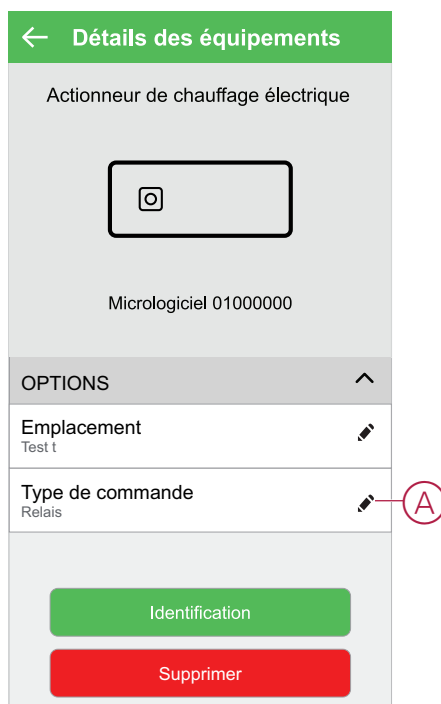 Détails des équipements
Actionneur de chauffage électrique
Micrologiciel 01000000
OPTIONS
Emplacement
Test t
Type de commande
Relais
A
Identification
Supprimer